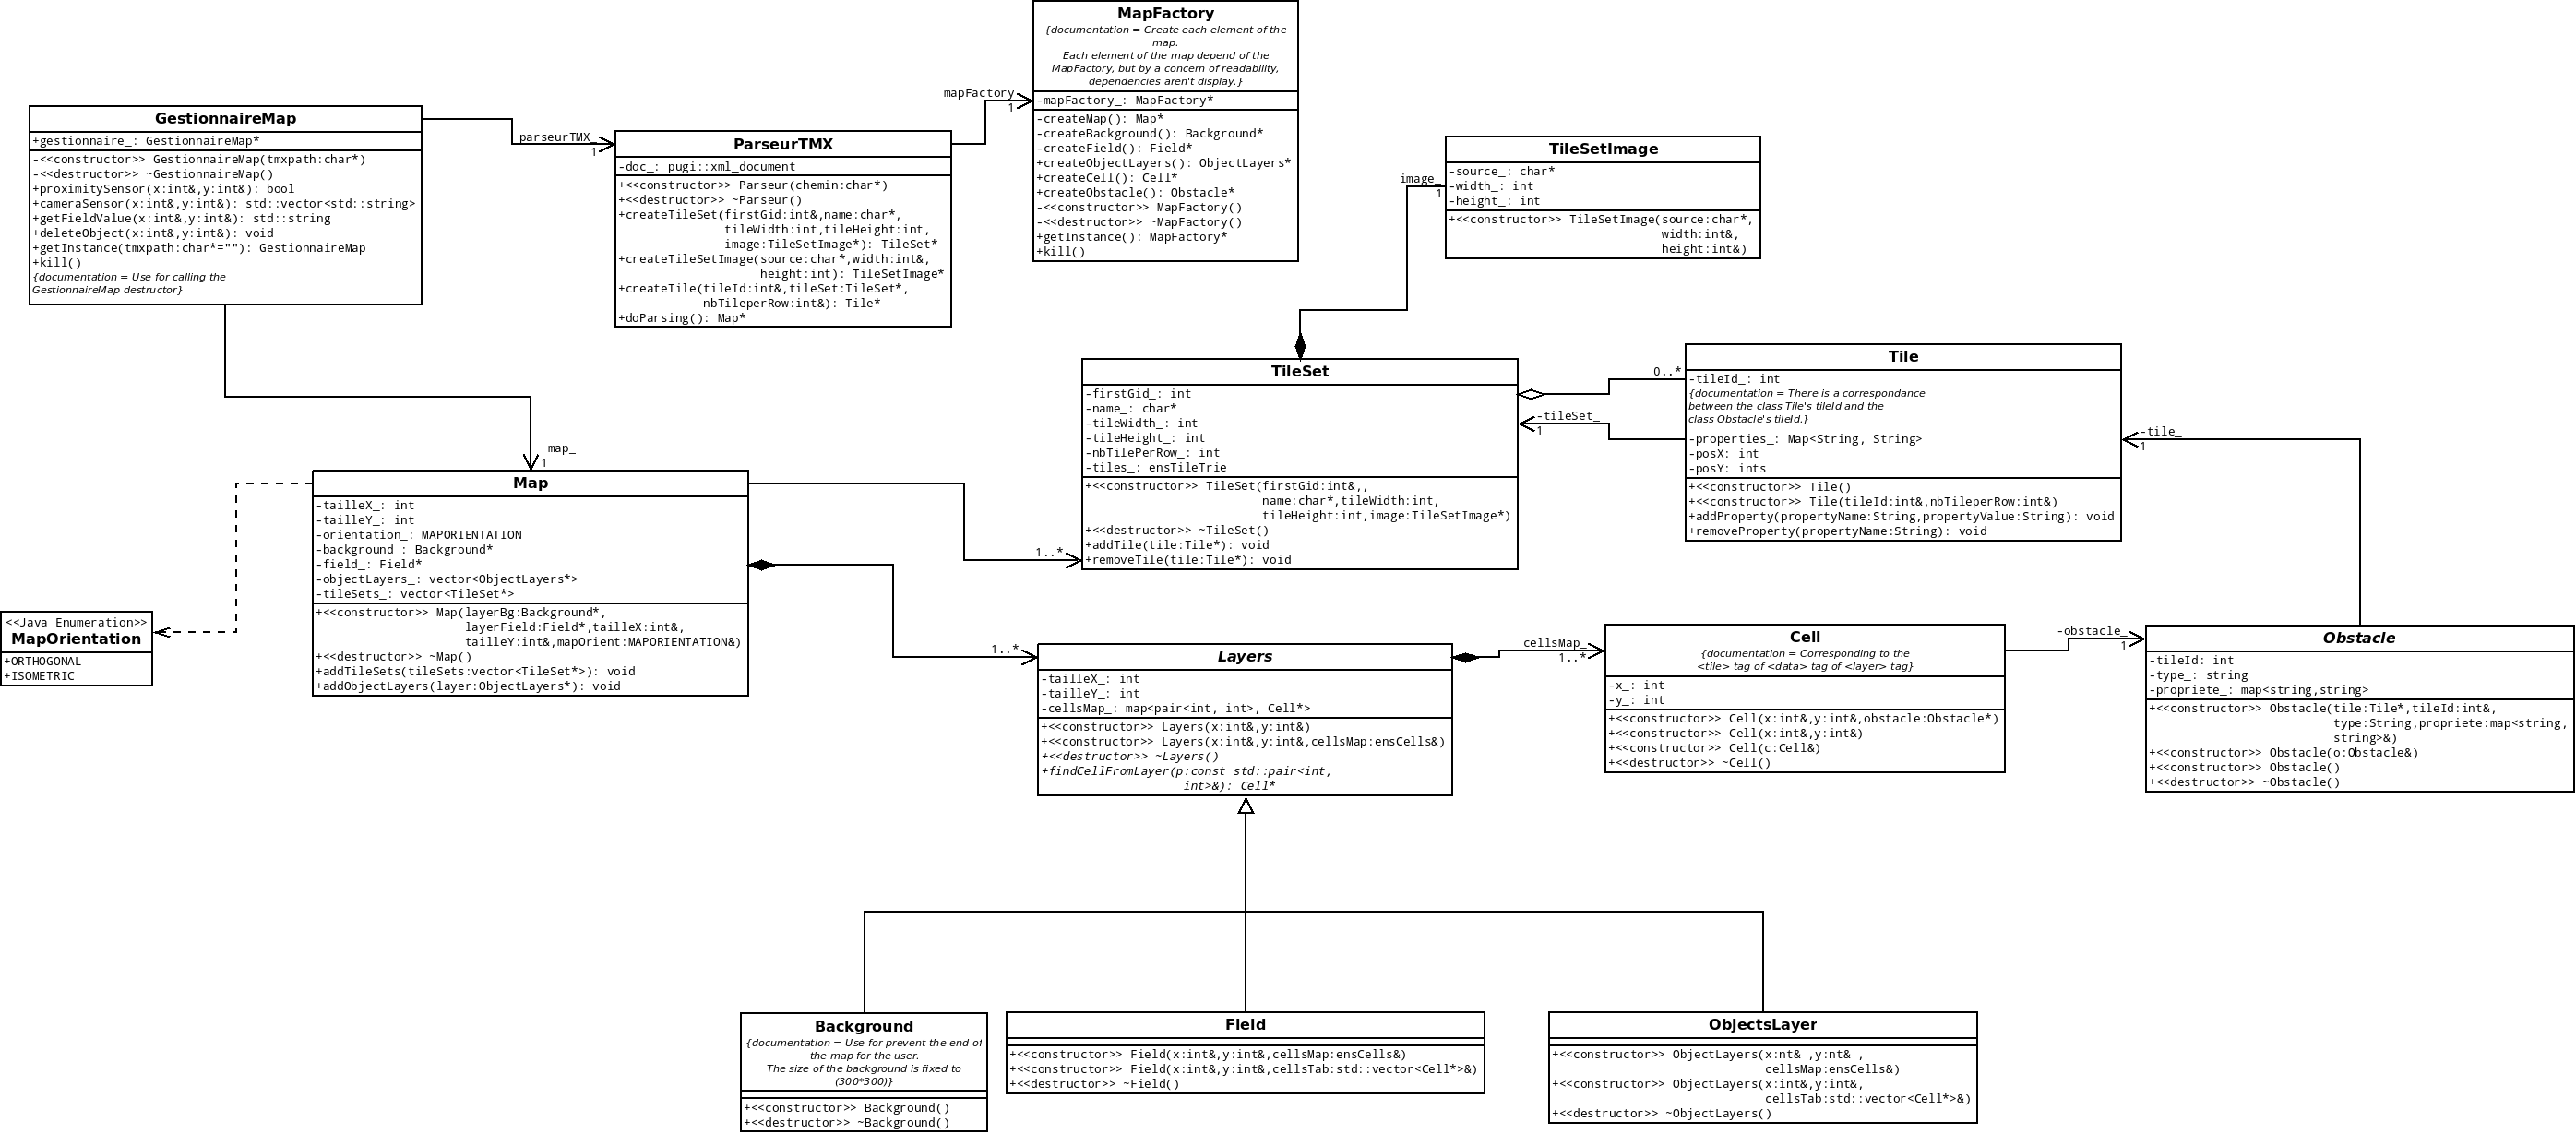 MapFactory
{documentation = Create each element of the
map.
Each element of the map depend of the
MapFactory, but by a concern of readability,
dependencies aren't display.}
-mapFactory_: MapFactory*
-createMap(): Map*
-createBackground(): Background*
-createField(): Field*
+createObjectLayers(): ObjectLayers*
+createCell(): Cell*
+createObstacle(): Obstacle*
-<<constructor>> MapFactory()
-<<destructor>> ~MapFactory()
+getInstance(): MapFactory*
+kill()
mapFactory
1
GestionnaireMap
+gestionnaire_: GestionnaireMap*
-<<constructor>> GestionnaireMap(tmxpath:char*)
-<<destructor>> ~GestionnaireMap()
+proximitySensor(x:int&,y:int&): bool
+cameraSensor(x:int&,y:int&): std::vector<std::string>
+getFieldValue(x:int&,y:int&): std::string
+deleteObject(x:int&,y:int&): void
+getInstance(tmxpath:char*=""): GestionnaireMap
+kill()
{documentation = Use for calling the
GestionnaireMap destructor}
parseurTMX_
1
ParseurTMX
-doc_: pugi::xml_document
+<<constructor>> Parseur(chemin:char*)
+<<destructor>> ~Parseur()
+createTileSet(firstGid:int&,name:char*,
tileWidth:int,tileHeight:int,
image:TileSetImage*): TileSet*
+createTileSetImage(source:char*,width:int&,
height:int): TileSetImage*
+createTile(tileId:int&,tileSet:TileSet*,
nbTileperRow:int&): Tile*
+doParsing(): Map*
TileSetImage
-source_: char*
-width_: int
-height_: int
+<<constructor>> TileSetImage(source:char*,
width:int&,
height:int&)
image_
1
TileSet
-firstGid_: int
-name_: char*
-tileWidth_: int
-tileHeight_: int
-nbTilePerRow_: int
-tiles_: ensTileTrie
+<<constructor>> TileSet(firstGid:int&,,
name:char*,tileWidth:int,
tileHeight:int,image:TileSetImage*)
+<<destructor>> ~TileSet()
+addTile(tile:Tile*): void
+removeTile(tile:Tile*): void
0..*
-tileSet_
1
Tile
-tileId_: int
{documentation = There is a correspondance
between the class Tile's tileId and the
class Obstacle's tileId.}
-properties_: Map<String, String>
-posX: int
-posY: ints
+<<constructor>> Tile()
+<<constructor>> Tile(tileId:int&,nbTileperRow:int&)
+addProperty(propertyName:String,propertyValue:String): void
+removeProperty(propertyName:String): void
-tile_
1
map_
1
Map
-tailleX_: int
-tailleY_: int
-orientation_: MAPORIENTATION
-background_: Background*
-field_: Field*
-objectLayers_: vector<ObjectLayers*>
-tileSets_: vector<TileSet*>
+<<constructor>> Map(layerBg:Background*,
layerField:Field*,tailleX:int&,
tailleY:int&,mapOrient:MAPORIENTATION&)
+<<destructor>> ~Map()
+addTileSets(tileSets:vector<TileSet*>): void
+addObjectLayers(layer:ObjectLayers*): void
1..*
1..*
<<Java Enumeration>>
MapOrientation
+ORTHOGONAL
+ISOMETRIC
Layers
-tailleX_: int
-tailleY_: int
-cellsMap_: map<pair<int, int>, Cell*>
+<<constructor>> Layers(x:int&,y:int&)
+<<constructor>> Layers(x:int&,y:int&,cellsMap:ensCells&)
+<<destructor>> ~Layers()
+findCellFromLayer(p:const std::pair<int,
int>&): Cell*
cellsMap_
1..*
Cell
{documentation = Corresponding to the
<tile> tag of <data> tag of <layer> tag}
-x_: int
-y_: int
+<<constructor>> Cell(x:int&,y:int&,obstacle:Obstacle*)
+<<constructor>> Cell(x:int&,y:int&)
+<<constructor>> Cell(c:Cell&)
+<<destructor>> ~Cell()
-obstacle_
1
Obstacle
-tileId: int
-type_: string
-propriete_: map<string,string>
+<<constructor>> Obstacle(tile:Tile*,tileId:int&,
type:String,propriete:map<string,
string>&)
+<<constructor>> Obstacle(o:Obstacle&)
+<<constructor>> Obstacle()
+<<destructor>> ~Obstacle()
Background
{documentation = Use for prevent the end of
the map for the user.
The size of the background is fixed to
(300*300)}
+<<constructor>> Background()
+<<destructor>> ~Background()
Field
+<<constructor>> Field(x:int&,y:int&,cellsMap:ensCells&)
+<<constructor>> Field(x:int&,y:int&,cellsTab:std::vector<Cell*>&)
+<<destructor>> ~Field()
ObjectsLayer
+<<constructor>> ObjectLayers(x:nt& ,y:nt& ,
cellsMap:ensCells&)
+<<constructor>> ObjectLayers(x:int&,y:int&,
cellsTab:std::vector<Cell*>&)
+<<destructor>> ~ObjectLayers()